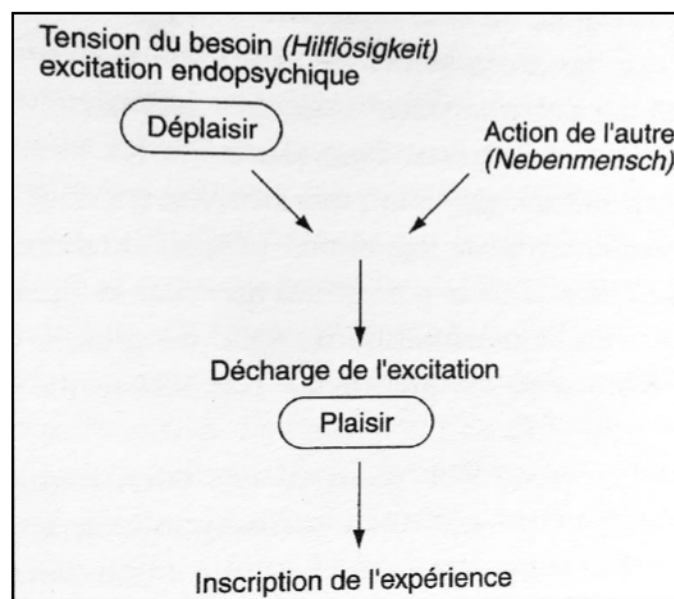 Tension du besoin (Hilflösigkeit)
excitation endopsychique
Déplaisir
Action de l'autre
(Nebenmensch)
Décharge de l'excitation
Plaisir
Inscription de l'expérience